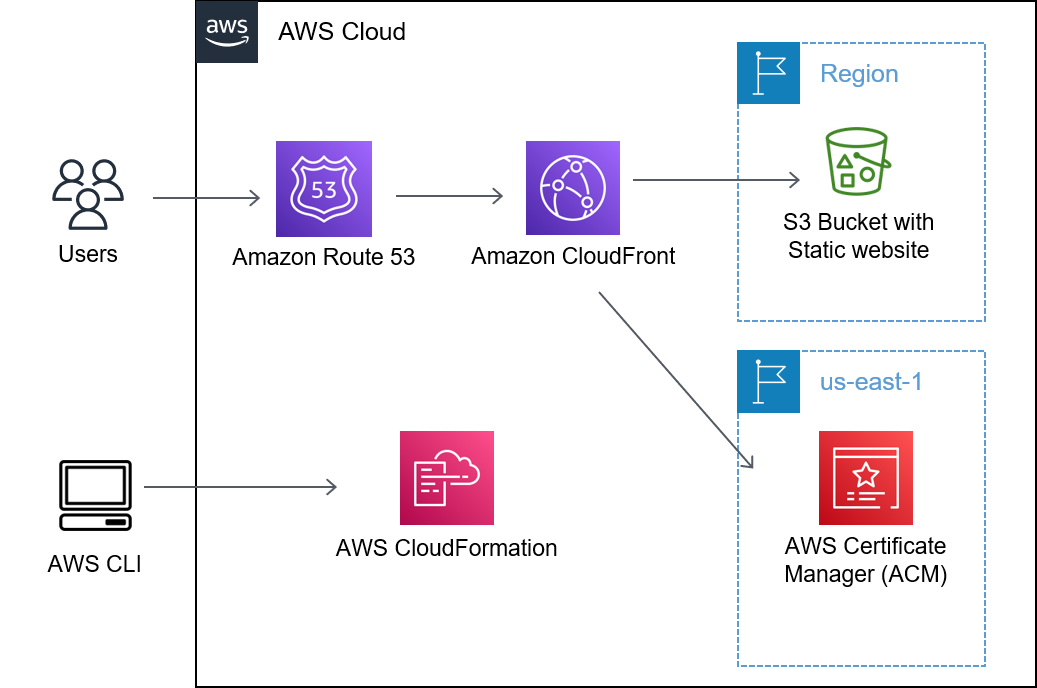 aws
AWS Cloud
Region
53
Users
Amazon Route 53
Amazon CloudFront
S3 Bucket with
Static website
us-east-1
AWS CLI
AWS CloudFormation
AWS Certificate
Manager (ACM)